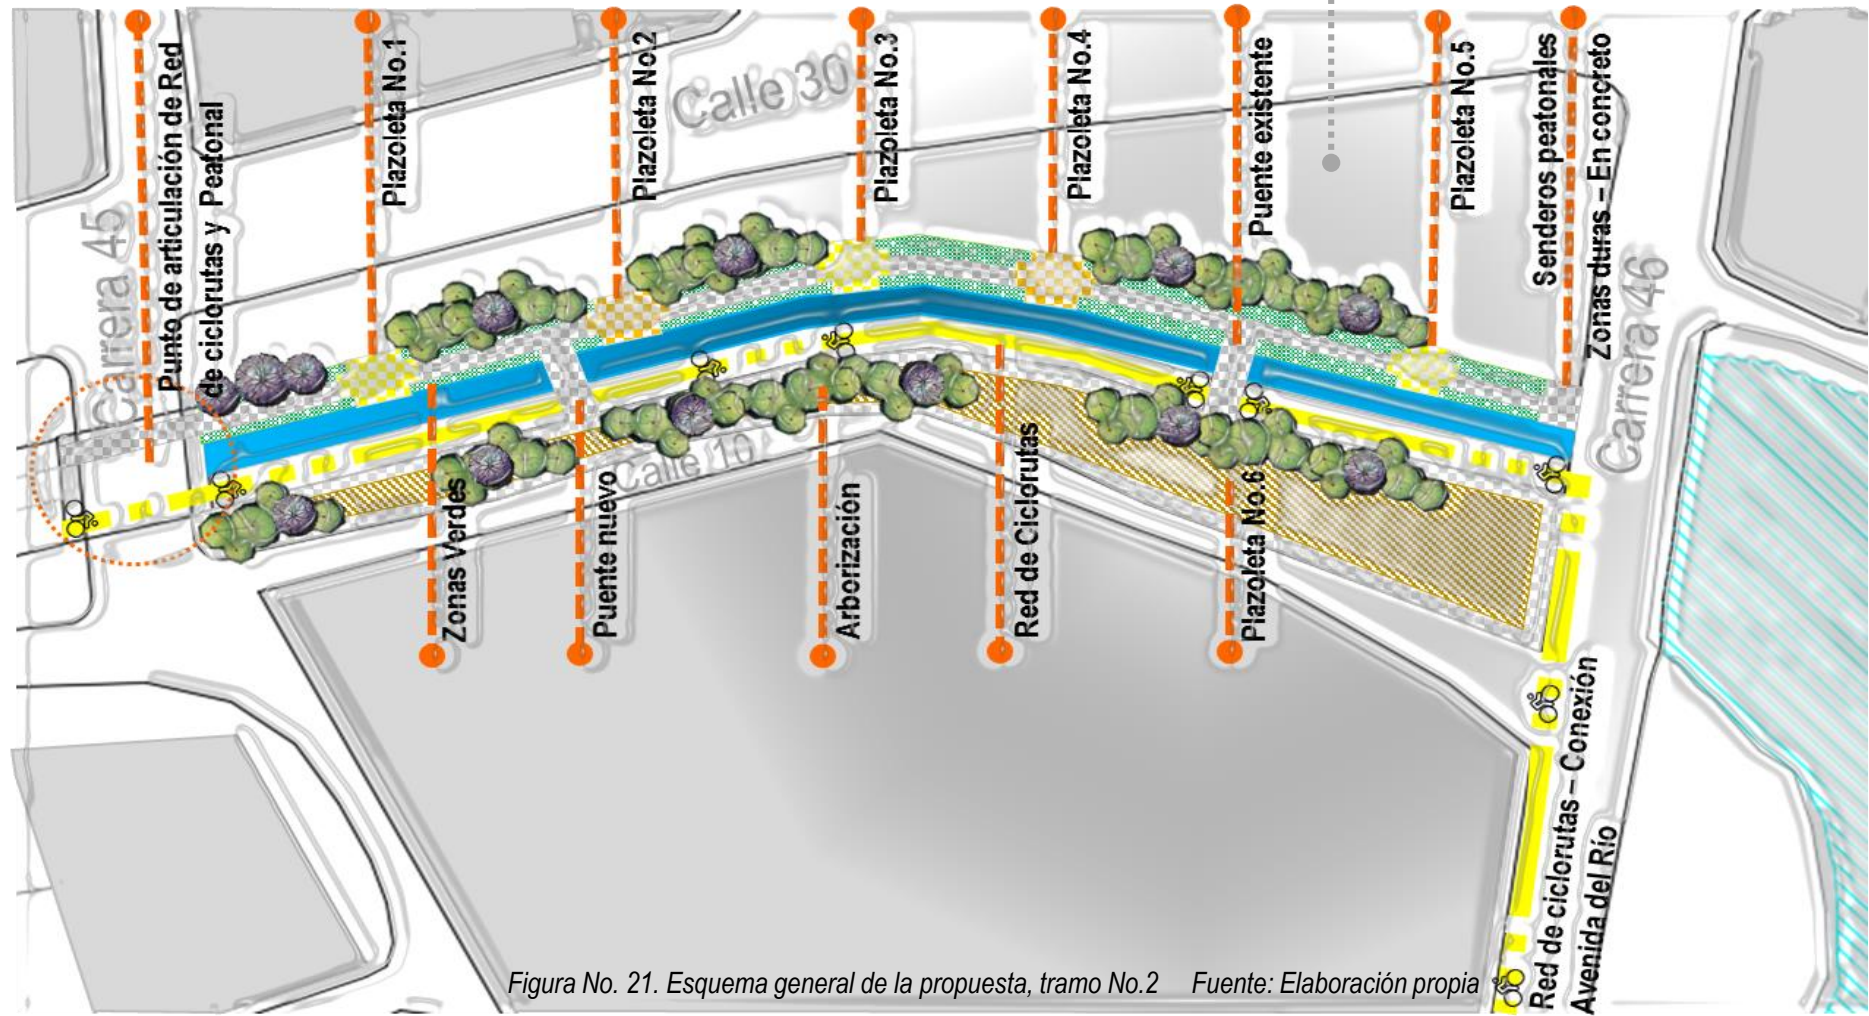 Punto de articulación de Red
de ciclorutas y Peatonal
Plazoleta No.1
Plazoleta No.2
Plazoleta No.3
Plazoleta No.4
Puente existente
Plazoleta No.5
Senderos peatonales
Zonas duras – En concreto
Calle 30
Carrera 45
Carrera 46
Calle 10
Zonas Verdes
Puente nuevo
Arborización
Red de Ciclorutas
Plazoleta No.6
Red de ciclorutas – Conexión
Avenida del Río
Figura No. 21. Esquema general de la propuesta, tramo No.2 Fuente: Elaboración propia